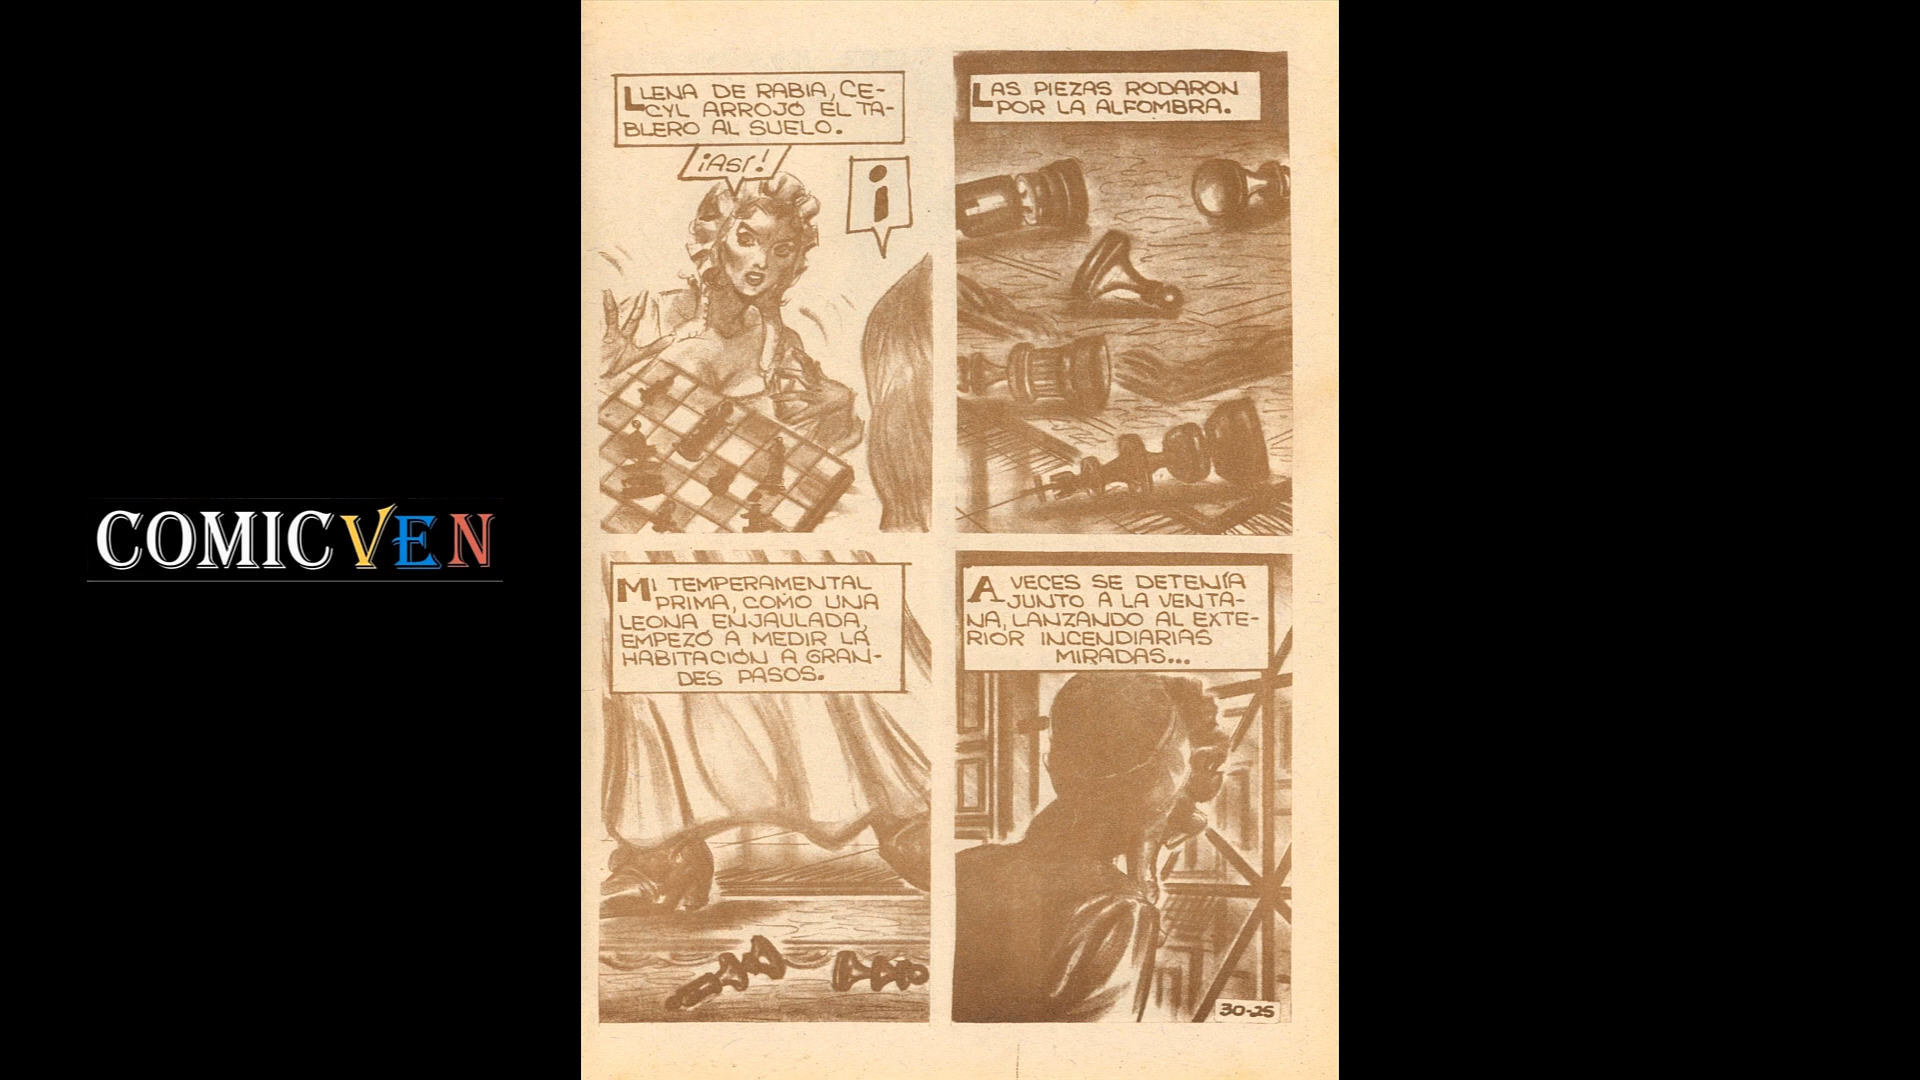 COMICVEN
LLENA DE RABIA, CE-
CYL ARROJÓ EL TA-
BLERO AL SUELO.
¡ASÍ!
¡
LAS PIEZAS RODARON
POR LA ALFOMBRA.
MI TEMPERAMENTAL
PRIMA, COMO UNA
LEONA ENJAULADA,
EMPEZÓ A MEDIR LA
HABITACIÓN A GRAN-
DES PASOS.
A VECES SE DETENÍA
JUNTO A LA VENTA-
NA, LANZANDO AL EXTE-
RIOR INCENDIARIAS
MIRADAS...
30-25